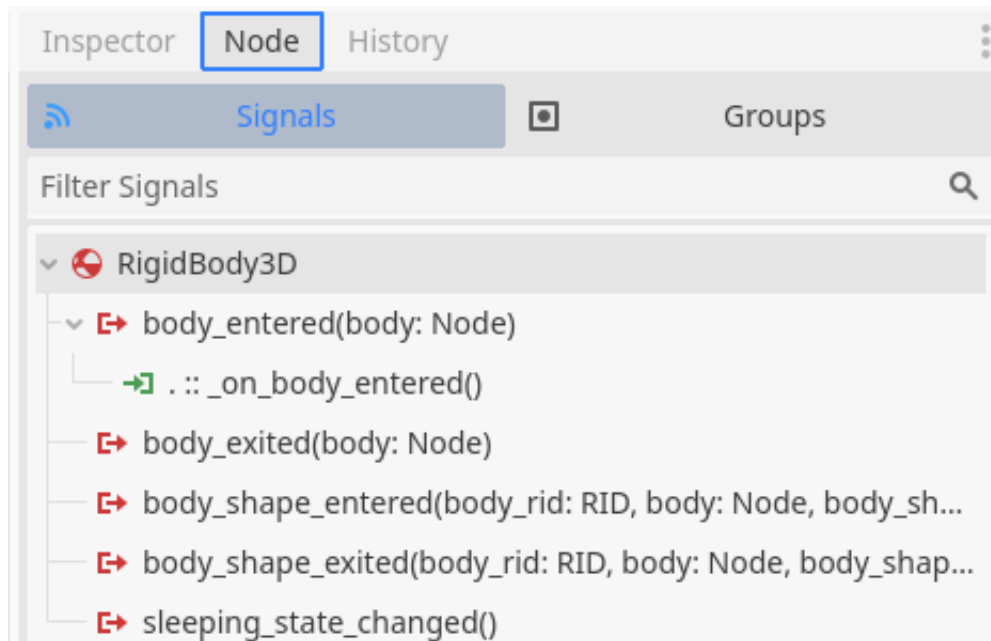 Inspector Node History
Signals Groups
Filter Signals
RigidBody3D
body_entered(body: Node)
. :: _on_body_entered()
body_exited(body: Node)
body_shape_entered(body_rid: RID, body: Node, body_sh...
body_shape_exited(body_rid: RID, body: Node, body_shap...
sleeping_state_changed()